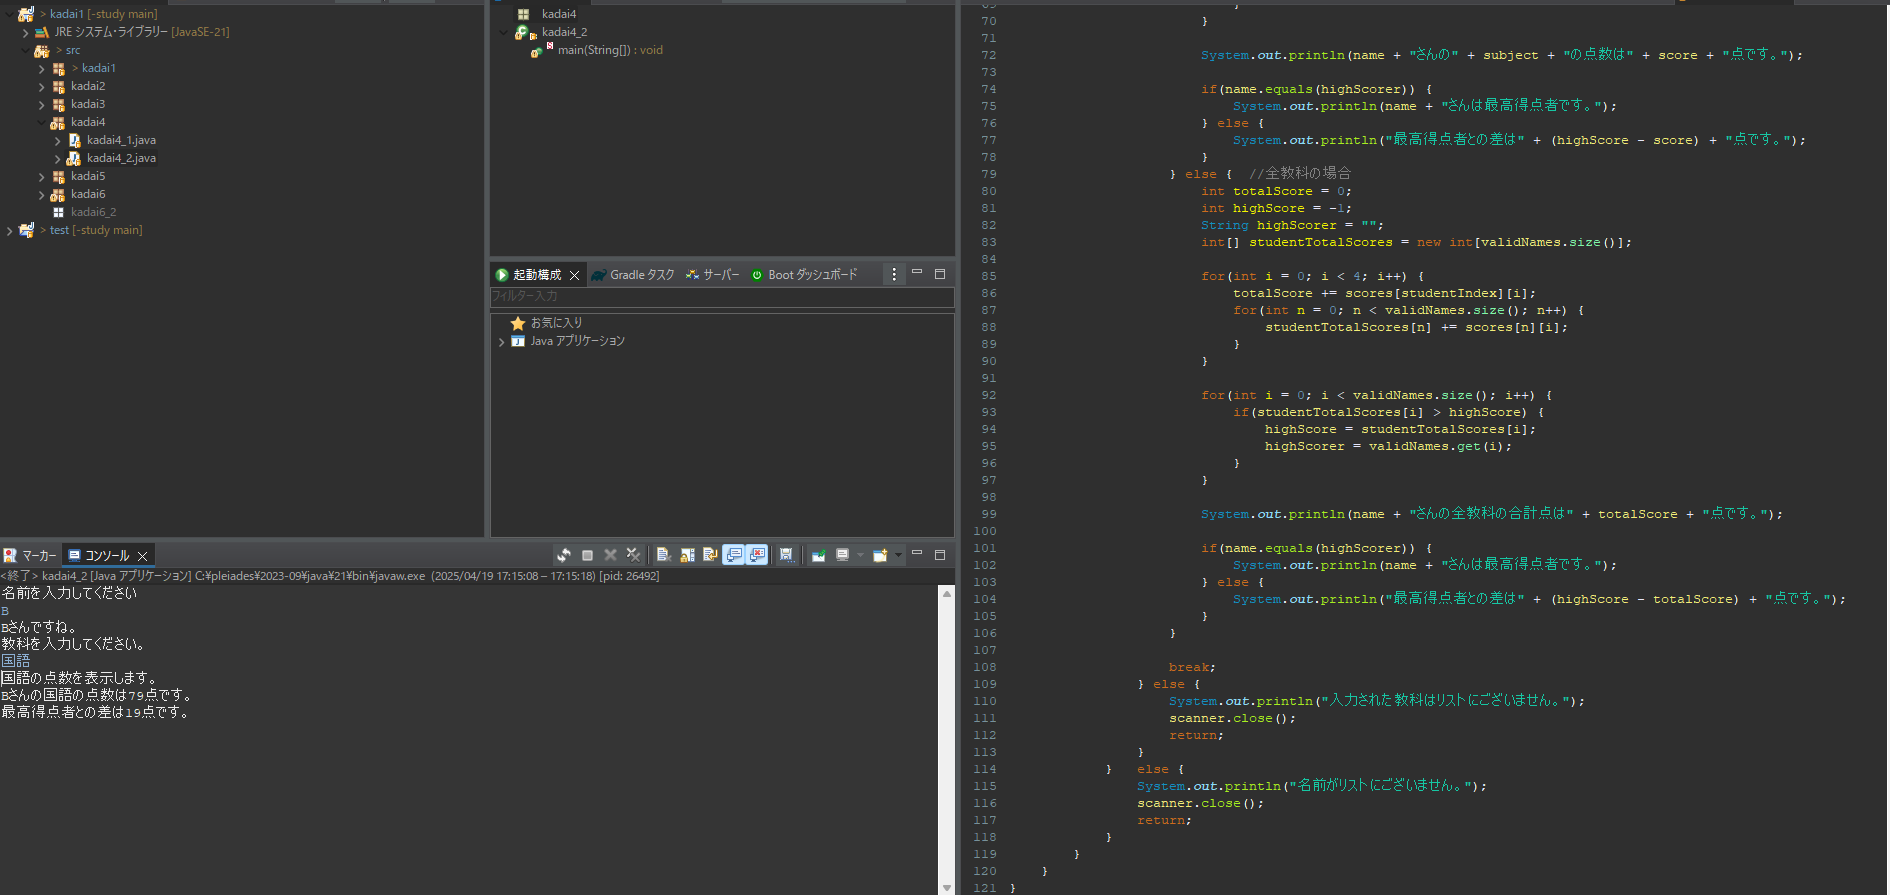 > kadai1 [-study main]
JRE システム・ライブラリー [JavaSE-21]
> src
> kadai1
kadai2
kadai3
kadai4
kadai4_1.java
kadai4_2.java
kadai5
kadai6
kadai6_2
> test [-study main]
kadai4
kadai4_2
main(String[]) : void
起動構成
Gradle タスク
サーバー
Boot ダッシュボード
フィルター入力
お気に入り
Java アプリケーション
マーカー
コンソール
<終了> kadai4_2 [Java アプリケーション] C:¥pleiades¥2023-09¥java¥21¥bin¥javaw.exe (2025/04/19 17:15:08 – 17:15:18) [pid: 26492]
名前を入力してください
B
Bさんですね。
教科を入力してください。
国語
国語の点数を表示します。
Bさんの国語の点数は79点です。
最高得点者との差は19点です。
70 }
71
72 System.out.println(name + "さんの" + subject + "の点数は" + score + "点です。");
73
74 if(name.equals(highScorer)) {
75 System.out.println(name + "さんは最高得点者です。");
76 } else {
77 System.out.println("最高得点者との差は" + (highScore - score) + "点です。");
78 }
79 } else { //全教科の場合
80 int totalScore = 0;
81 int highScore = -1;
82 String highScorer = "";
83 int[] studentTotalScores = new int[validNames.size()];
84
85 for(int i = 0; i < 4; i++) {
86 totalScore += scores[studentIndex][i];
87 for(int n = 0; n < validNames.size(); n++) {
88 studentTotalScores[n] += scores[n][i];
89 }
90 }
91
92 for(int i = 0; i < validNames.size(); i++) {
93 if(studentTotalScores[i] > highScore) {
94 highScore = studentTotalScores[i];
95 highScorer = validNames.get(i);
96 }
97 }
98
99 System.out.println(name + "さんの全教科の合計点は" + totalScore + "点です。");
100
101 if(name.equals(highScorer)) {
102 System.out.println(name + "さんは最高得点者です。");
103 } else {
104 System.out.println("最高得点者との差は" + (highScore - totalScore) + "点です。");
105 }
106 }
107
108 break;
109 } else {
110 System.out.println("入力された教科はリストにございません。");
111 scanner.close();
112 return;
113 }
114 } else {
115 System.out.println("名前がリストにございません。");
116 scanner.close();
117 return;
118 }
119 }
120 }
121 }